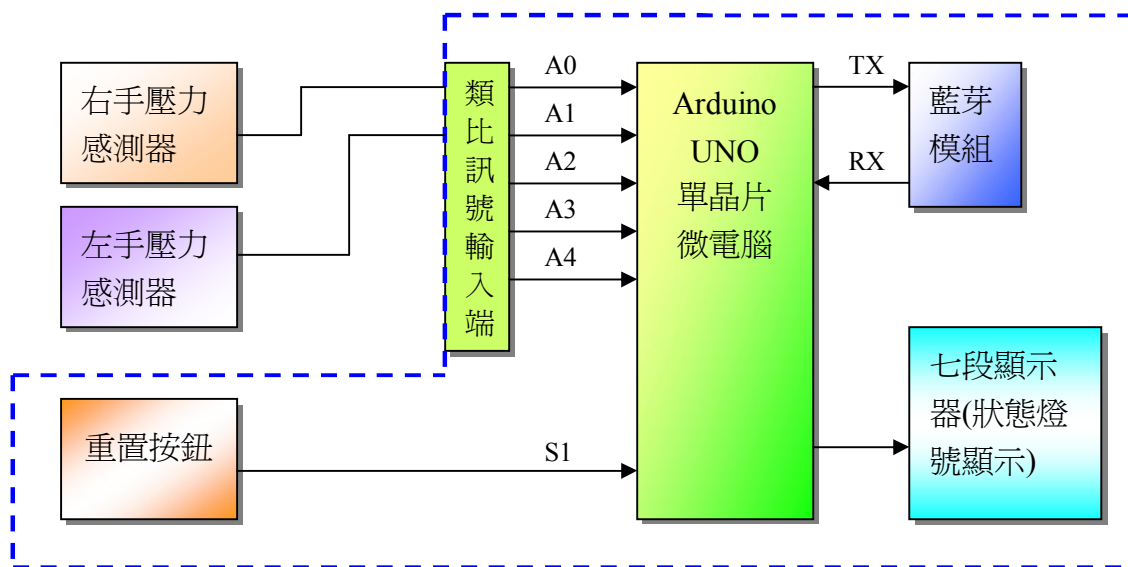 右手壓力
感測器
左手壓力
感測器
重置按鈕
類
比
訊
號
輸
入
端
A0
A1
A2
A3
A4
S1
Arduino
UNO
單晶片
微電腦
TX
RX
藍芽
模組
七段顯示
器(狀態燈
號顯示)